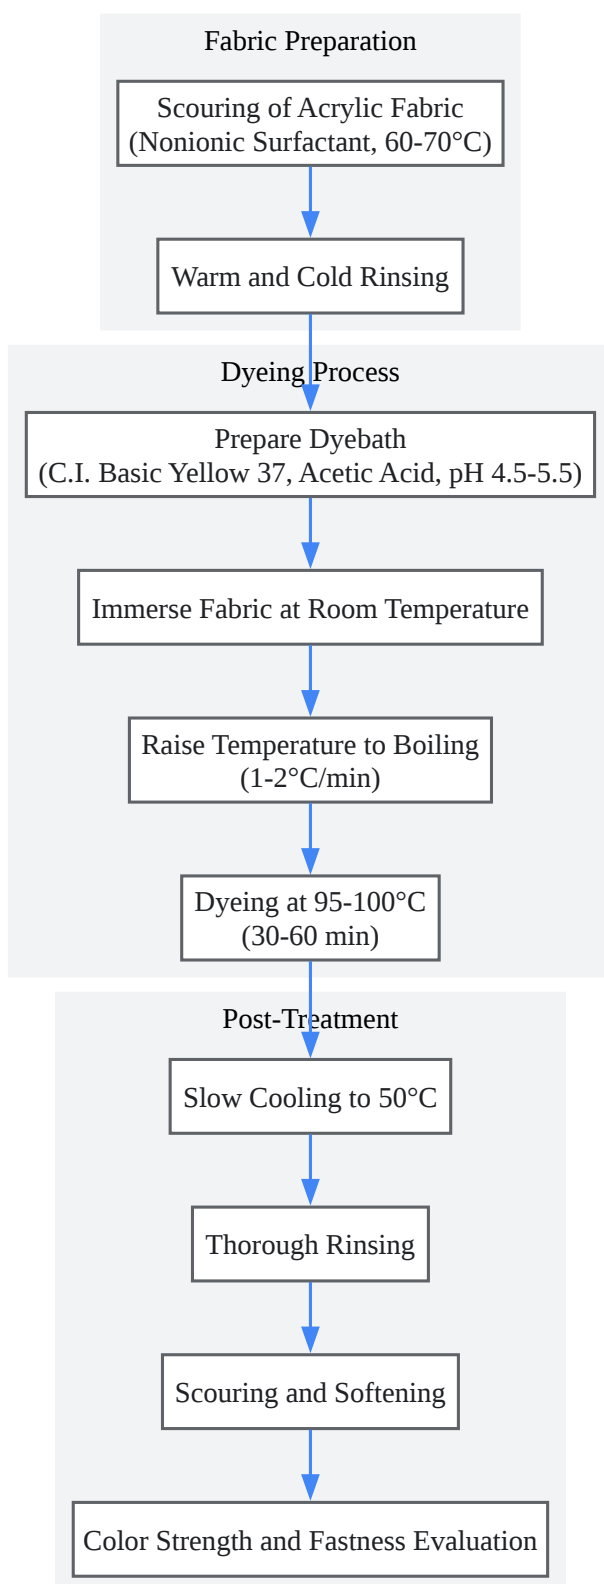 Fabric Preparation
Scouring of Acrylic Fabric
(Nonionic Surfactant, 60-70°C)
Warm and Cold Rinsing
Dyeing Process
Prepare Dyebath
(C.I. Basic Yellow 37, Acetic Acid, pH 4.5-5.5)
Immerse Fabric at Room Temperature
Raise Temperature to Boiling
(1-2°C/min)
Dyeing at 95-100°C
(30-60 min)
Post-Treatment
Slow Cooling to 50°C
Thorough Rinsing
Scouring and Softening
Color Strength and Fastness Evaluation